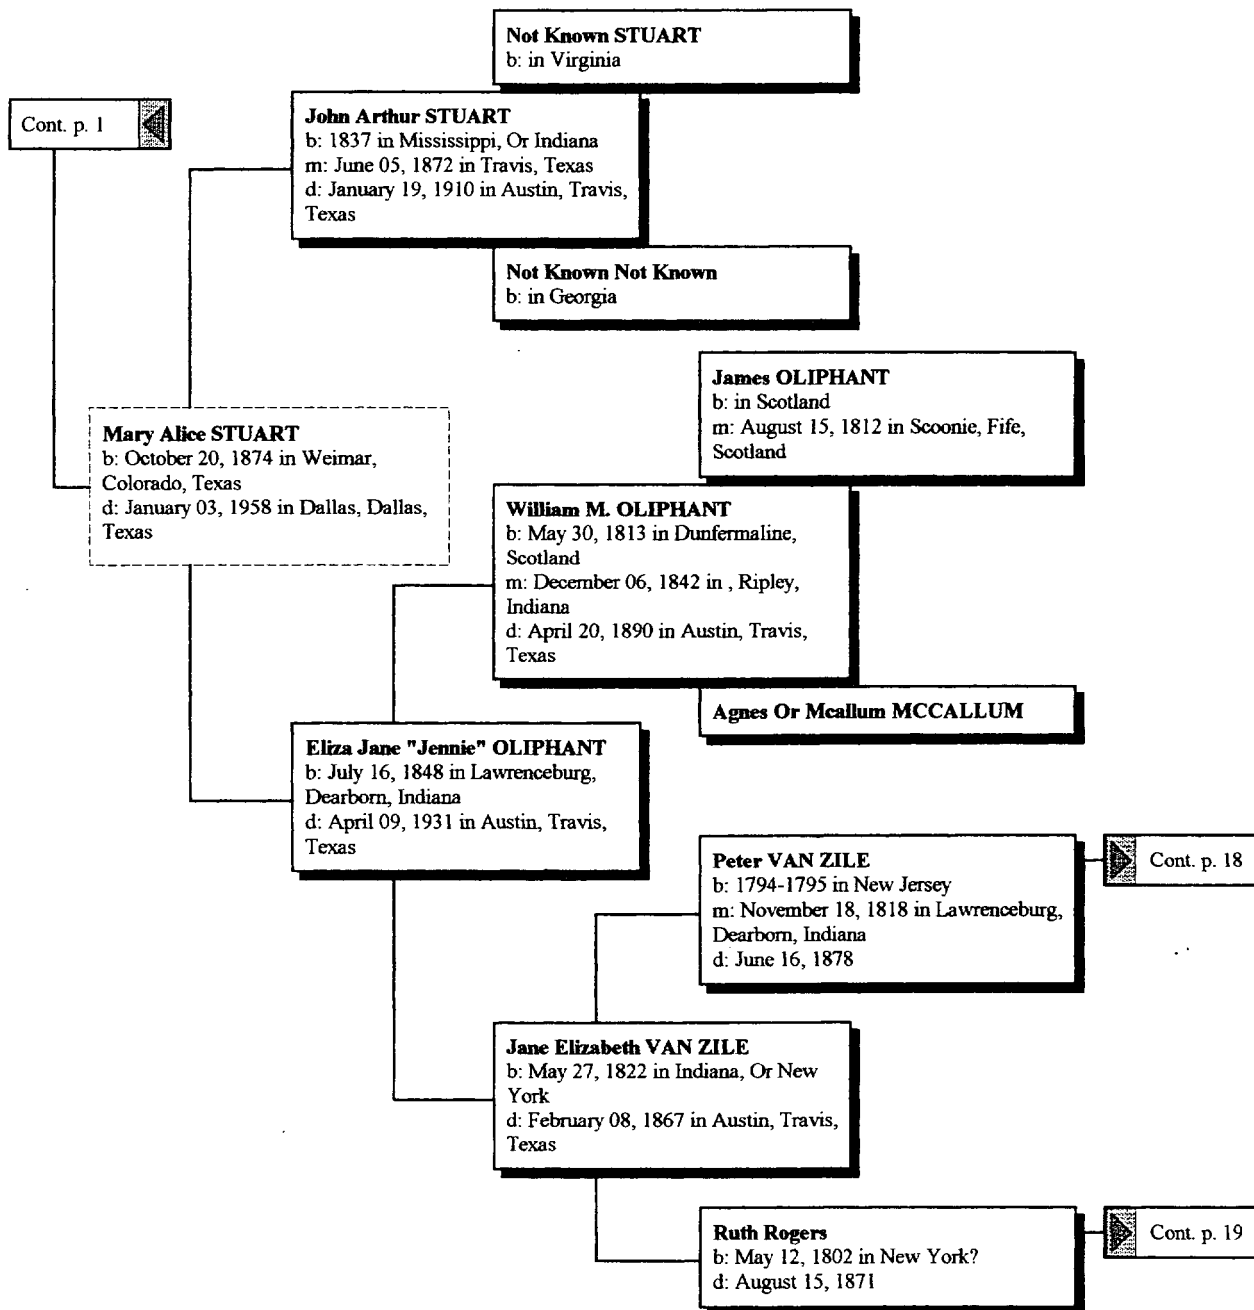 Not Known STUART
b: in Virginia
Cont. p. 1
John Arthur STUART
b: 1837 in Mississippi, Or Indiana
m: June 05, 1872 in Travis, Texas
d: January 19, 1910 in Austin, Travis,
Texas
Not Known Not Known
b: in Georgia
James OLIPHANT
b: in Scotland
m: August 15, 1812 in Scoonie, Fife,
Scotland
Mary Alice STUART
b: October 20, 1874 in Weimar,
Colorado, Texas
d: January 03, 1958 in Dallas, Dallas,
Texas
William M. OLIPHANT
b: May 30, 1813 in Dunfermaline,
Scotland
m: December 06, 1842 in , Ripley,
Indiana
d: April 20, 1890 in Austin, Travis,
Texas
Agnes Or Mcallum MCCALLUM
Eliza Jane "Jennie" OLIPHANT
b: July 16, 1848 in Lawrenceburg,
Dearborn, Indiana
d: April 09, 1931 in Austin, Travis,
Texas
Peter VAN ZILE
b: 1794-1795 in New Jersey
m: November 18, 1818 in Lawrenceburg,
Dearborn, Indiana
d: June 16, 1878
Cont. p. 18
Jane Elizabeth VAN ZILE
b: May 27, 1822 in Indiana, Or New
York
d: February 08, 1867 in Austin, Travis,
Texas
Ruth Rogers
b: May 12, 1802 in New York?
d: August 15, 1871
Cont. p. 19